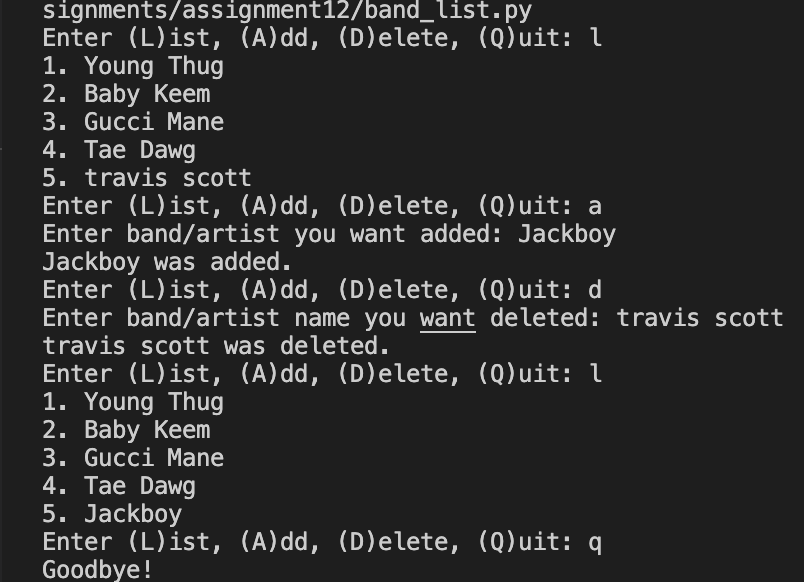 signments/assignment12/band_list.py
Enter (L)ist, (A)dd, (D)elete, (Q)uit: l
1. Young Thug
2. Baby Keem
3. Gucci Mane
4. Tae Dawg
5. travis scott
Enter (L)ist, (A)dd, (D)elete, (Q)uit: a
Enter band/artist you want added: Jackboy
Jackboy was added.
Enter (L)ist, (A)dd, (D)elete, (Q)uit: d
Enter band/artist name you want deleted: travis scott
travis scott was deleted.
Enter (L)ist, (A)dd, (D)elete, (Q)uit: l
1. Young Thug
2. Baby Keem
3. Gucci Mane
4. Tae Dawg
5. Jackboy
Enter (L)ist, (A)dd, (D)elete, (Q)uit: q
Goodbye!